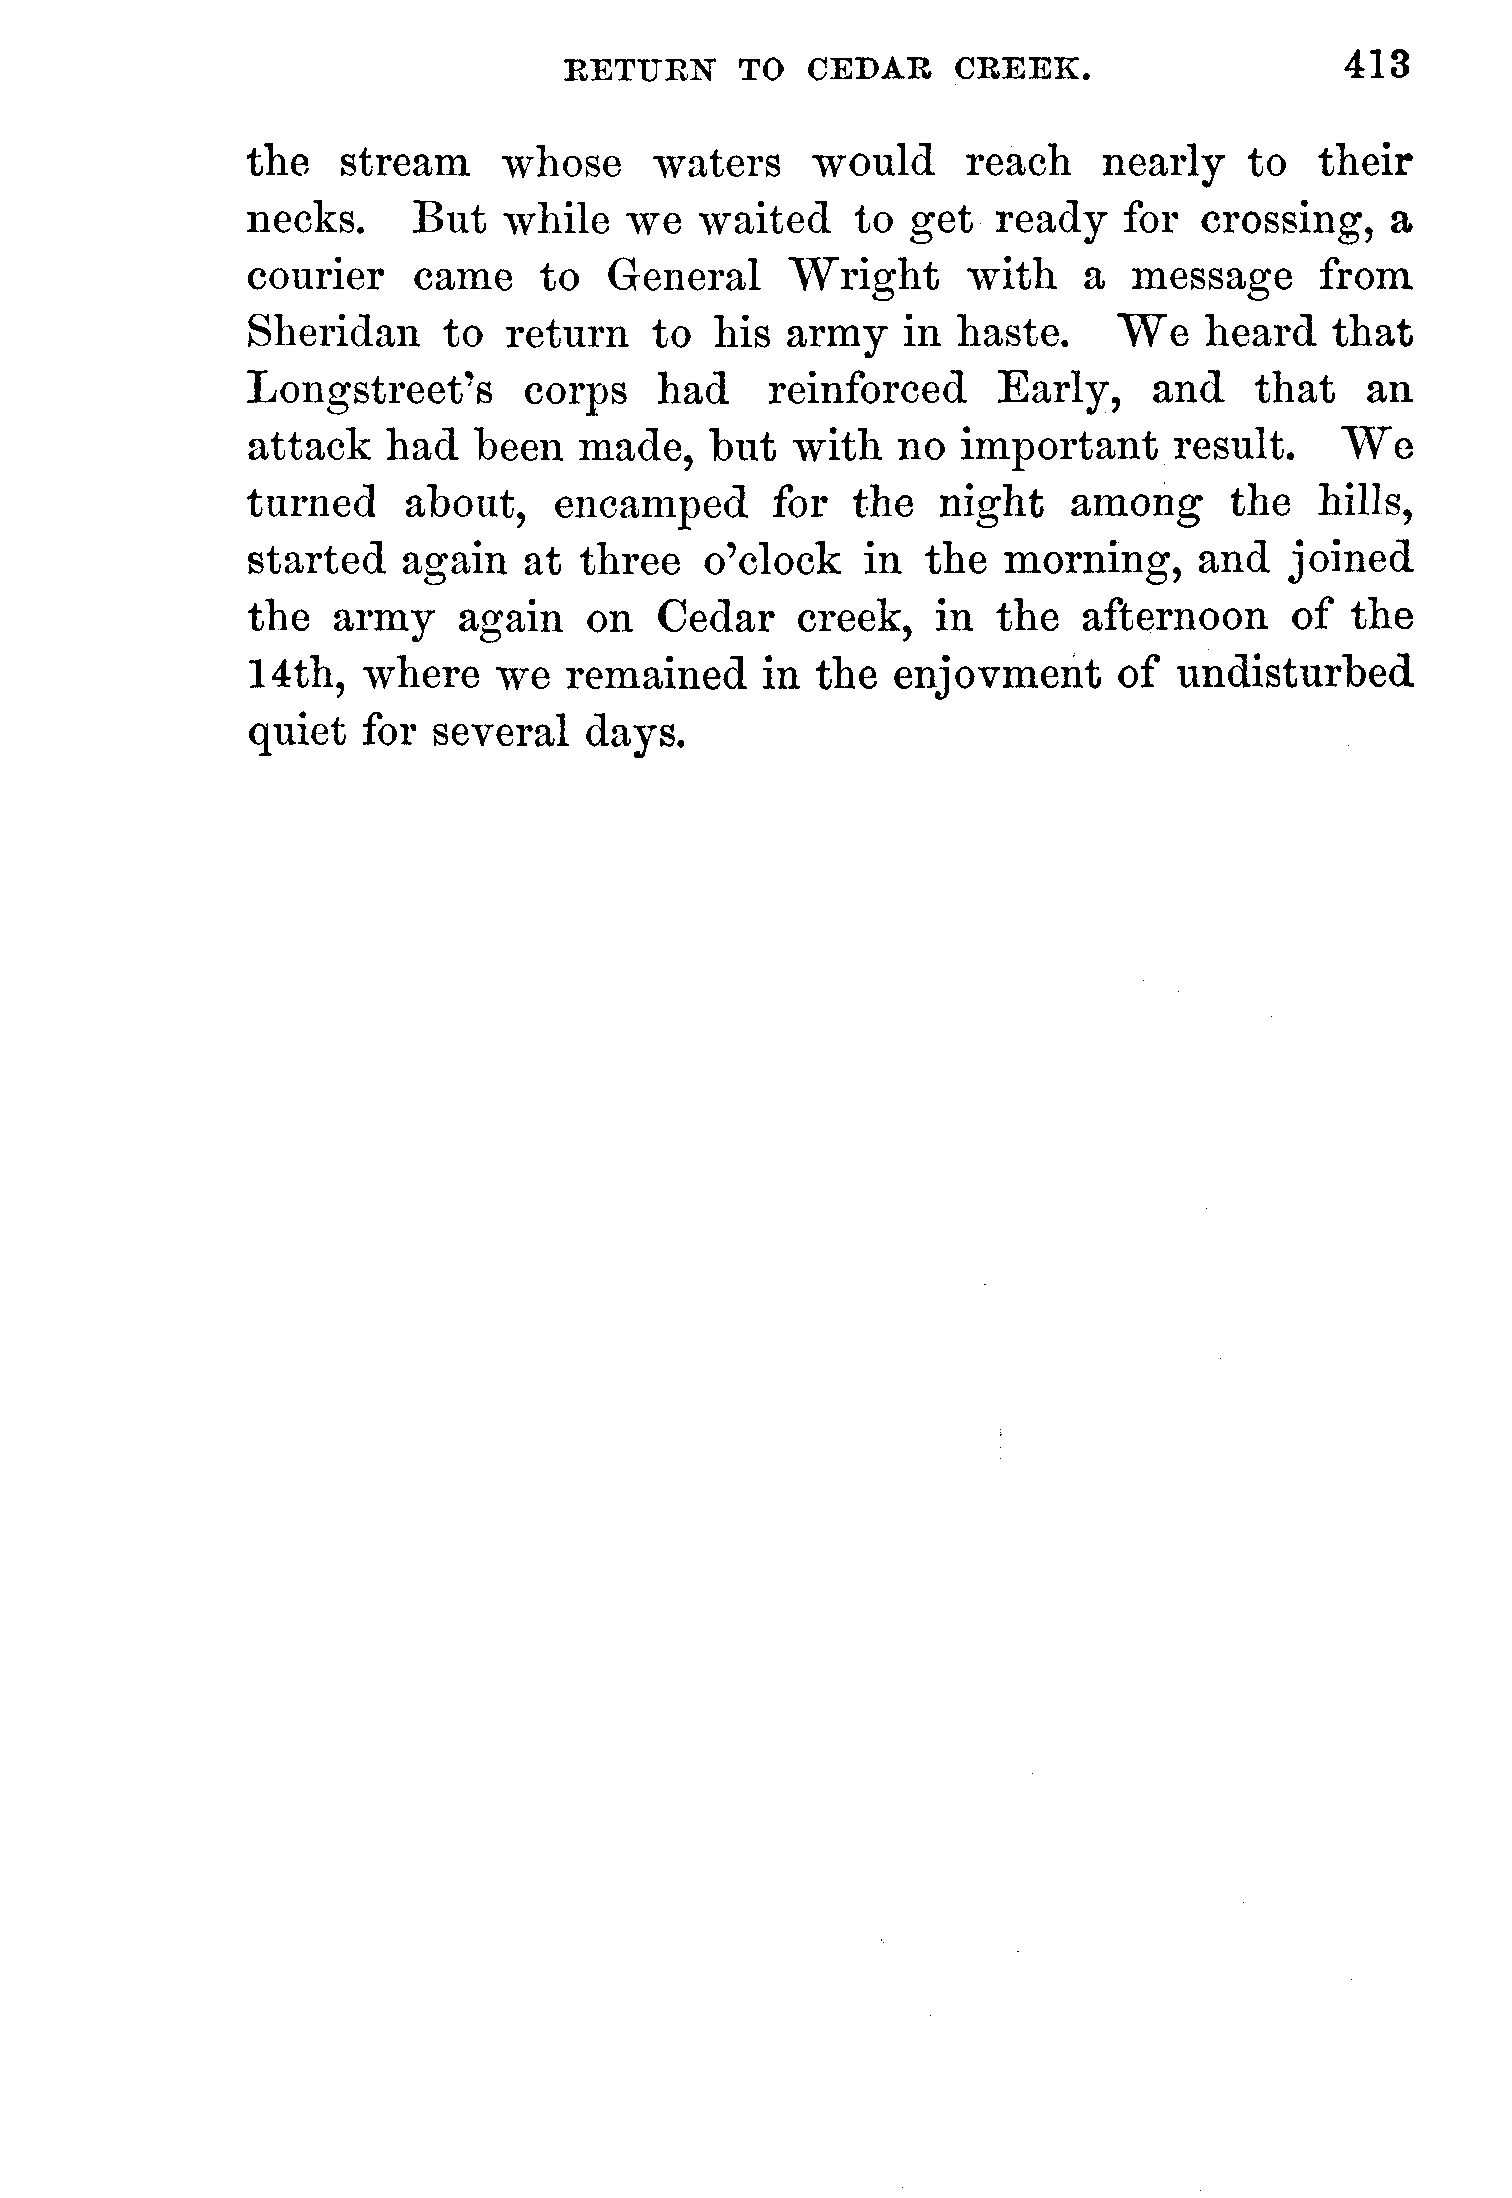 RETURN TO CEDAR CREEK. 413
the stream whose waters would reach nearly to their
necks. But while we waited to get ready for crossing, a
courier came to General Wright with a message from
Sheridan to return to his army in haste. We heard that
Longstreet's corps had reinforced Early, and that an
attack had been made, but with no important result. We
turned about, encamped for the night among the hills,
started again at three o'clock in the morning, and joined
the army again on Cedar creek, in the afternoon of the
14th, where we remained in the enjoyment of undisturbed
quiet for several days.